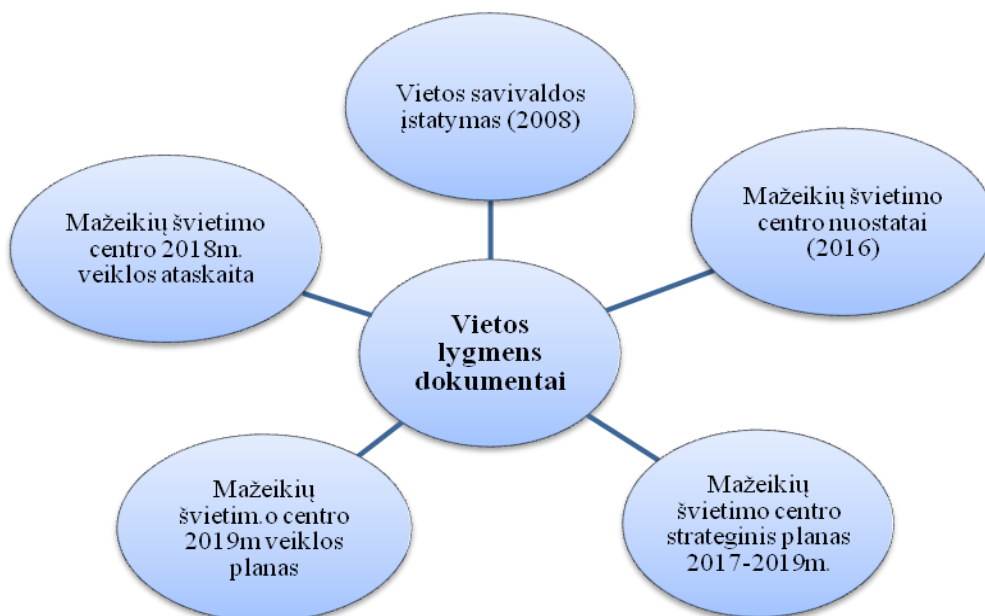 Vietos savivaldos
įstatymas (2008)
Mažeikių švietimo
centro nuostatai
(2016)
Mažeikių
švietimo centro
strateginis planas
2017-2019m.
Mažeikių
švietim.o centro
2019m veiklos
planas
Mažeikių švietimo
centro 2018m.
veiklos ataskaita
Vietos
lygmens
dokumentai